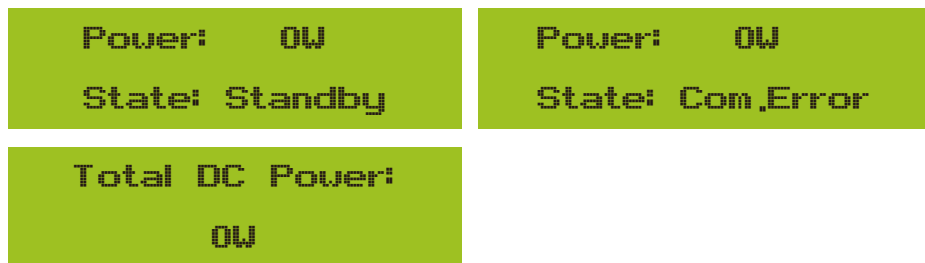 Power: 0W
State: Standby
Power: 0W
State: Com.Error
Total DC Power:
0W